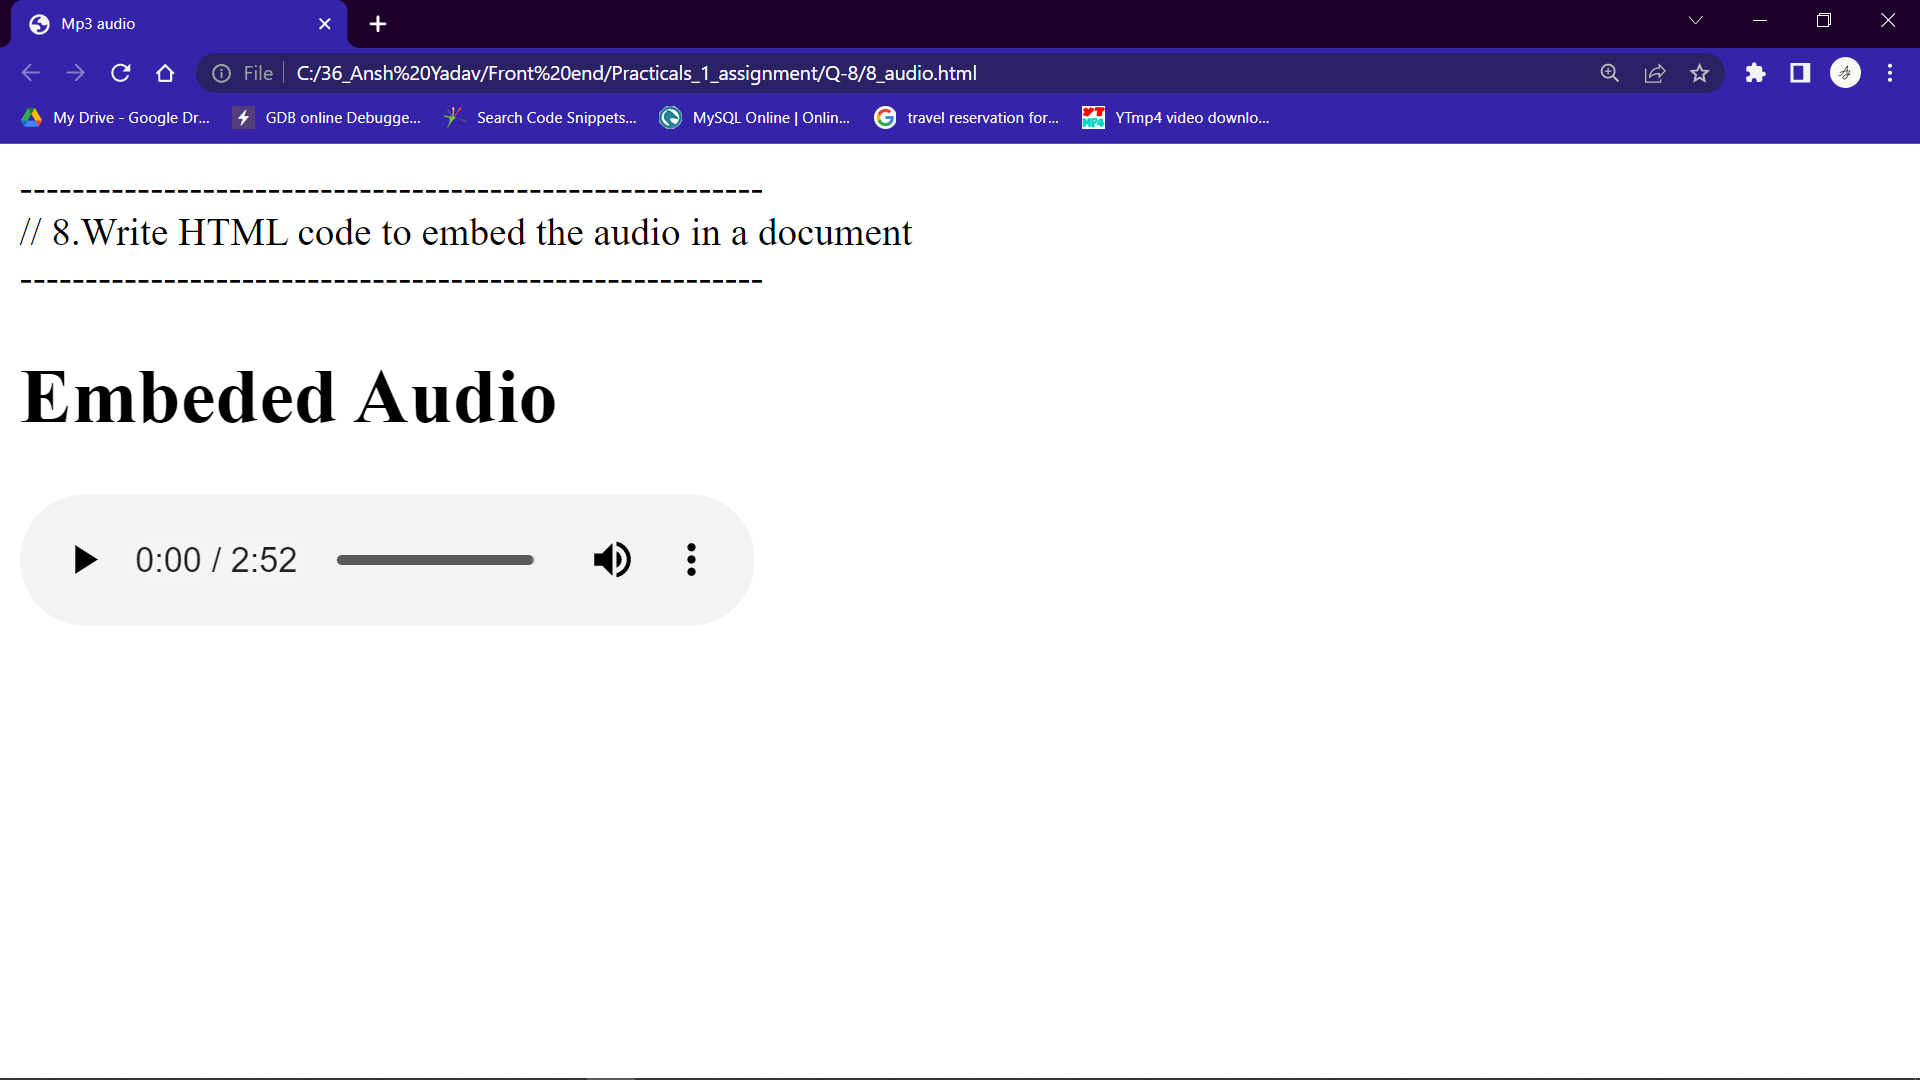 Mp3 audio
File
C:/36_Ansh%20Yadav/Front%20end/Practicals_1_assignment/Q-8/8_audio.html
My Drive - Google Dr...
GDB online Debugge...
Search Code Snippets...
MySQL Online | Onlin...
travel reservation for...
YT
MP4
YTmp4 video downlo...
---------------------------------------------------------
// 8.Write HTML code to embed the audio in a document
---------------------------------------------------------
Embeded Audio
0:00 / 2:52